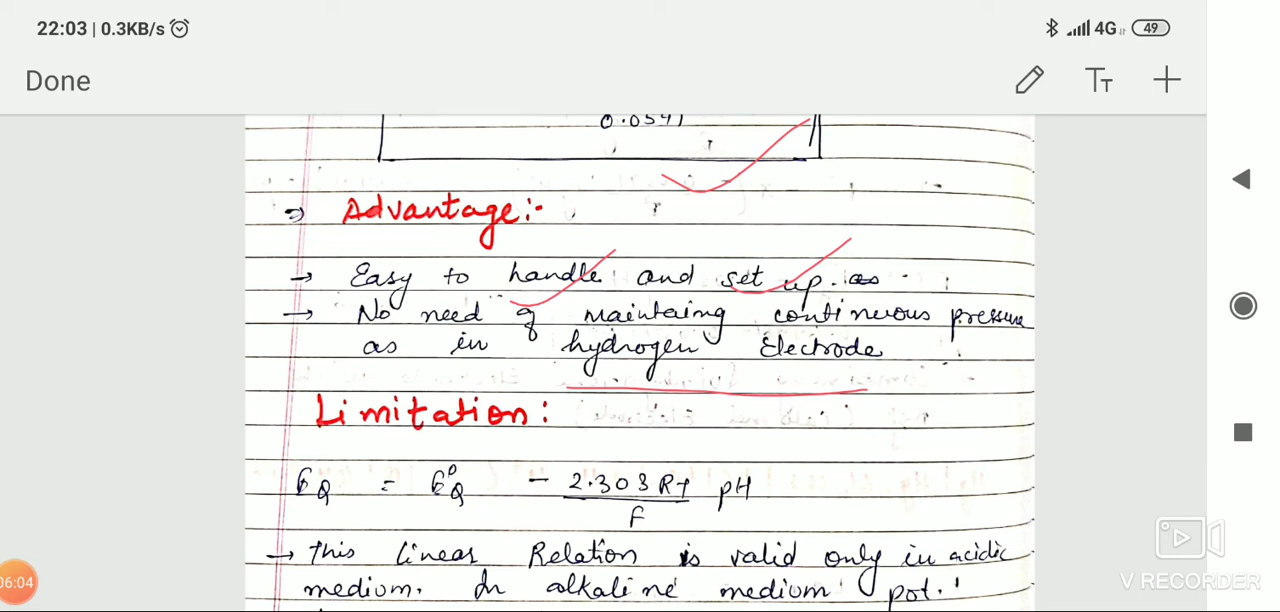 22:03 | 0.3KB/s
4G 49
Done
TT
0.0591
Advantage:-
→ Easy to handle and set up.
→ No need of maintaing continuous pressure
as in hydrogen Electrode
Limitation:
EQ = E°Q - 2.303RT/F pH
→ This linear Relation is valid only in acidic
medium. In alkaline medium pot.
06:04
V RECORDER